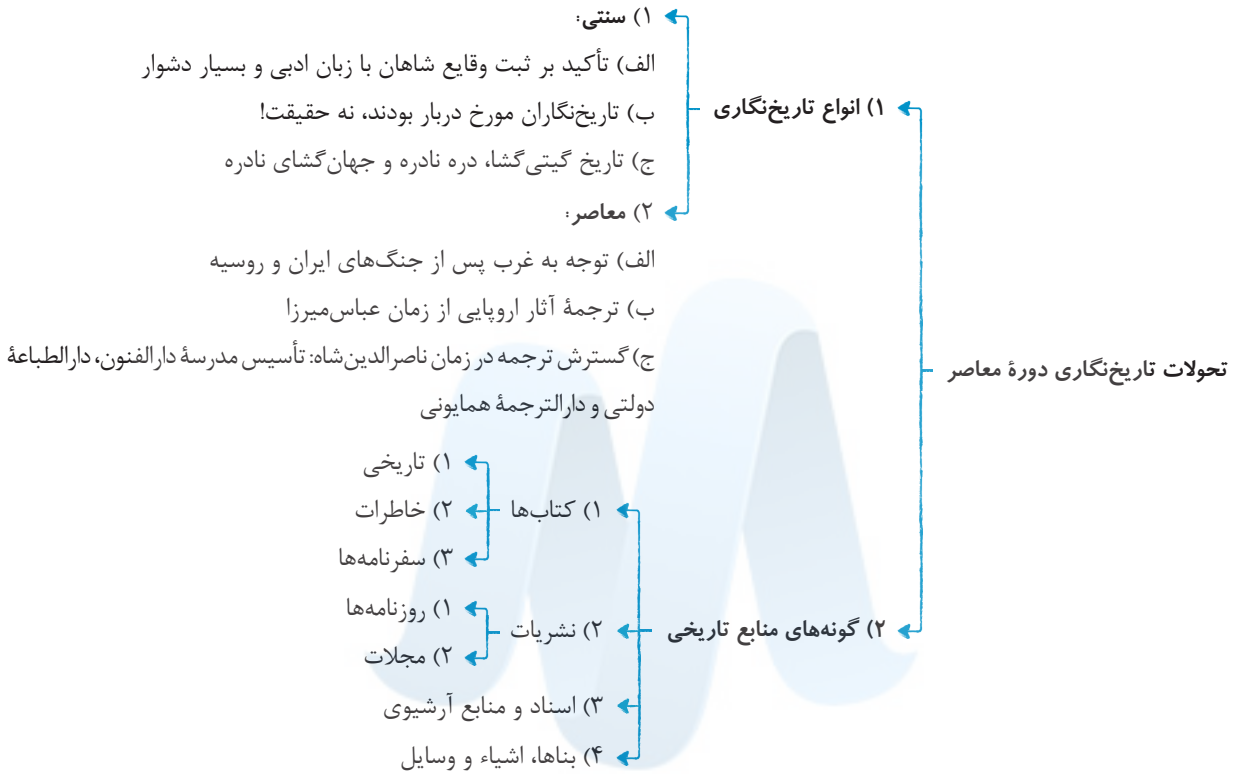 تحولات تاریخ‌نگاری دورهٔ معاصر
۱) انواع تاریخ‌نگاری
۱) سنتی:
الف) تأکید بر ثبت وقایع شاهان با زبان ادبی و بسیار دشوار
ب) تاریخ‌نگاران مورخ دربار بودند، نه حقیقت!
ج) تاریخ گیتی‌گشا، دره نادره و جهان‌گشای نادره
۲) معاصر:
الف) توجه به غرب پس از جنگ‌های ایران و روسیه
ب) ترجمهٔ آثار اروپایی از زمان عباس‌میرزا
ج) گسترش ترجمه در زمان ناصرالدین‌شاه: تأسیس مدرسهٔ دارالفنون، دارالطباعهٔ
دولتی و دارالترجمهٔ همایونی
۲) گونه‌های منابع تاریخی
۱) کتاب‌ها
۱) تاریخی
۲) خاطرات
۳) سفرنامه‌ها
۲) نشریات
۱) روزنامه‌ها
۲) مجلات
۳) اسناد و منابع آرشیوی
۴) بناها، اشیاء و وسایل